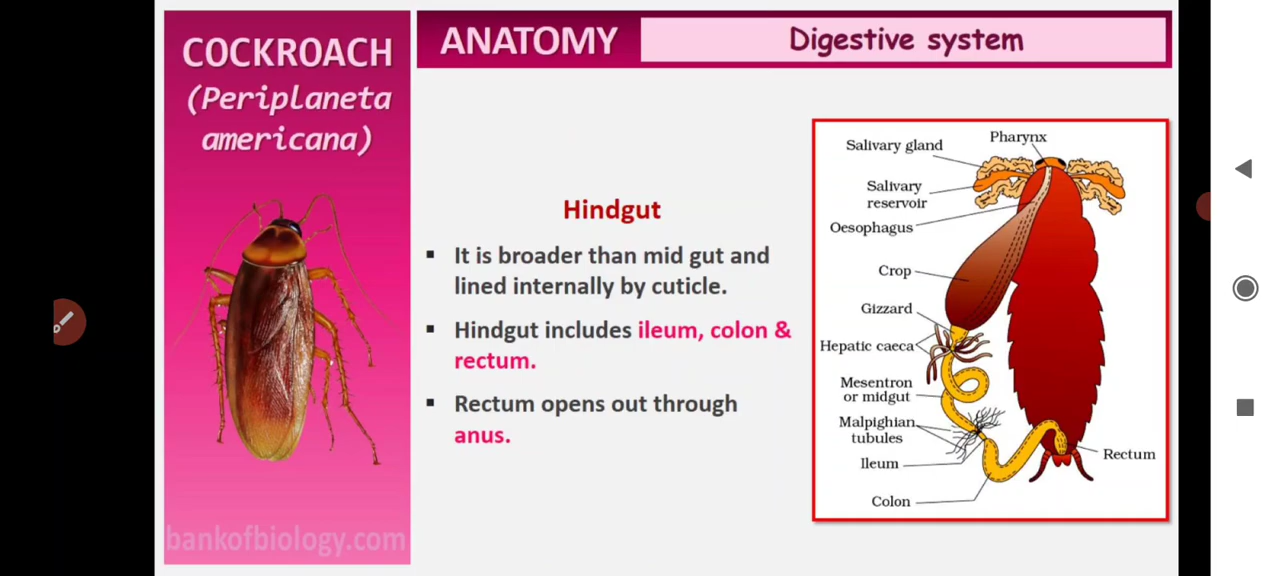 COCKROACH
(Periplaneta
americana)
bankofbiology.com
ANATOMY
Digestive system
Hindgut
▪ It is broader than mid gut and
lined internally by cuticle.
▪ Hindgut includes ileum, colon &
rectum.
▪ Rectum opens out through
anus.
Pharynx
Salivary gland
Salivary
reservoir
Oesophagus
Crop
Gizzard
Hepatic caeca
Mesentron
or midgut
Malpighian
tubules
Ileum
Rectum
Colon